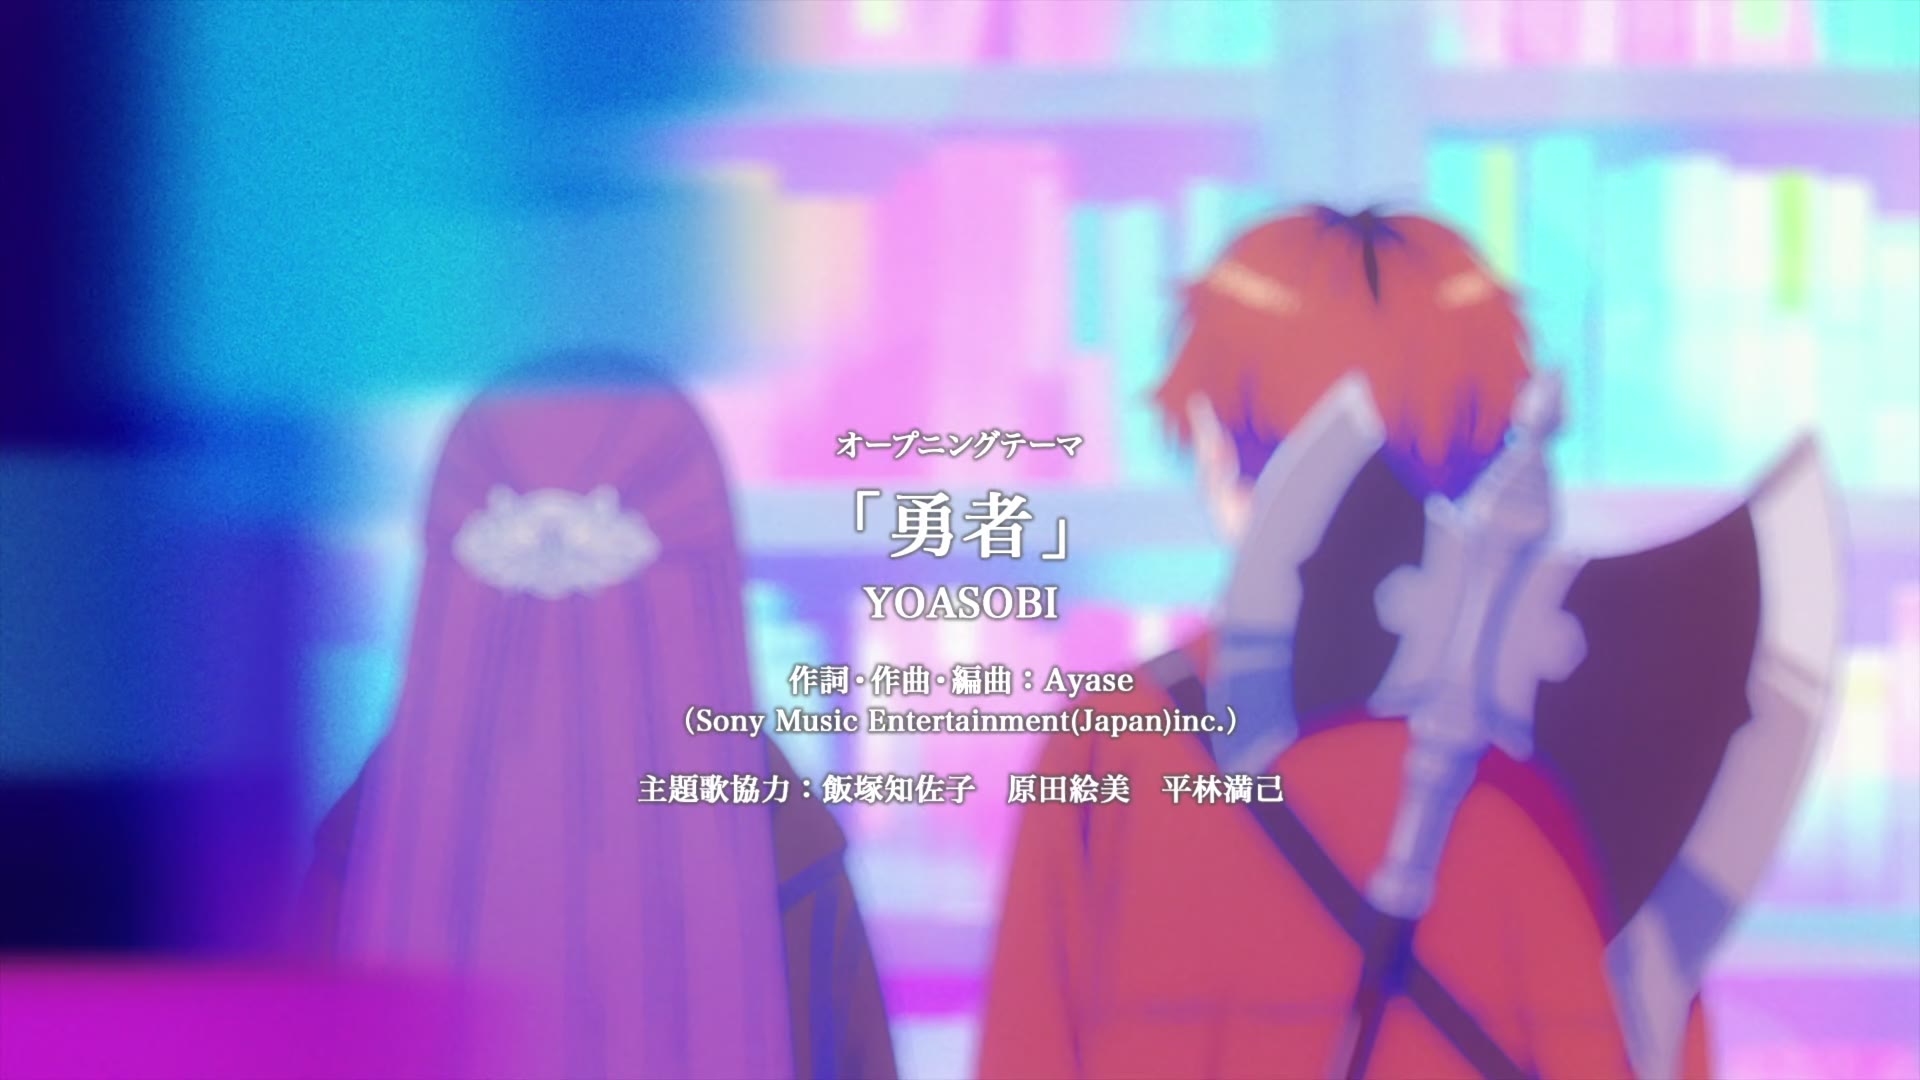 オープニングテーマ
「勇者」
YOASOBI
作詞・作曲・編曲：Ayase
（Sony Music Entertainment(Japan)inc.）
主題歌協力：飯塚知佐子　原田絵美　平林満己